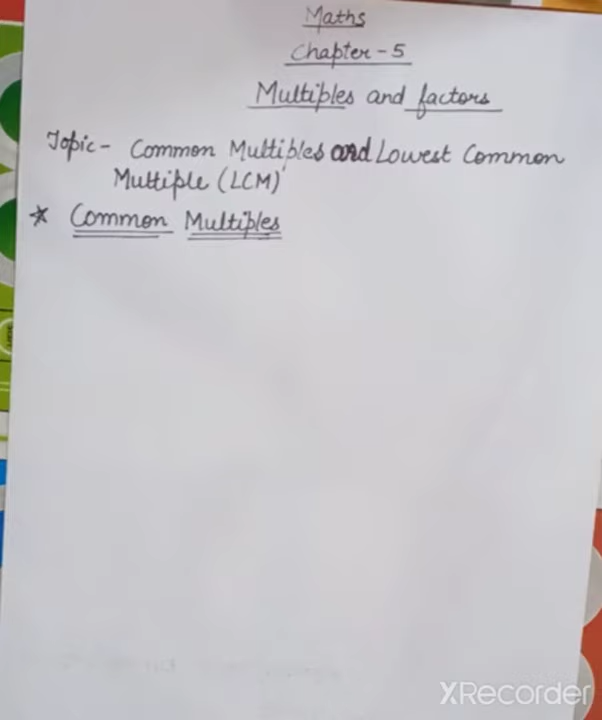 Maths
Chapter - 5
Multiples and factors
Topic - Common Multiples and Lowest Common
Multiple (LCM)
* Common Multiples
XRecorder